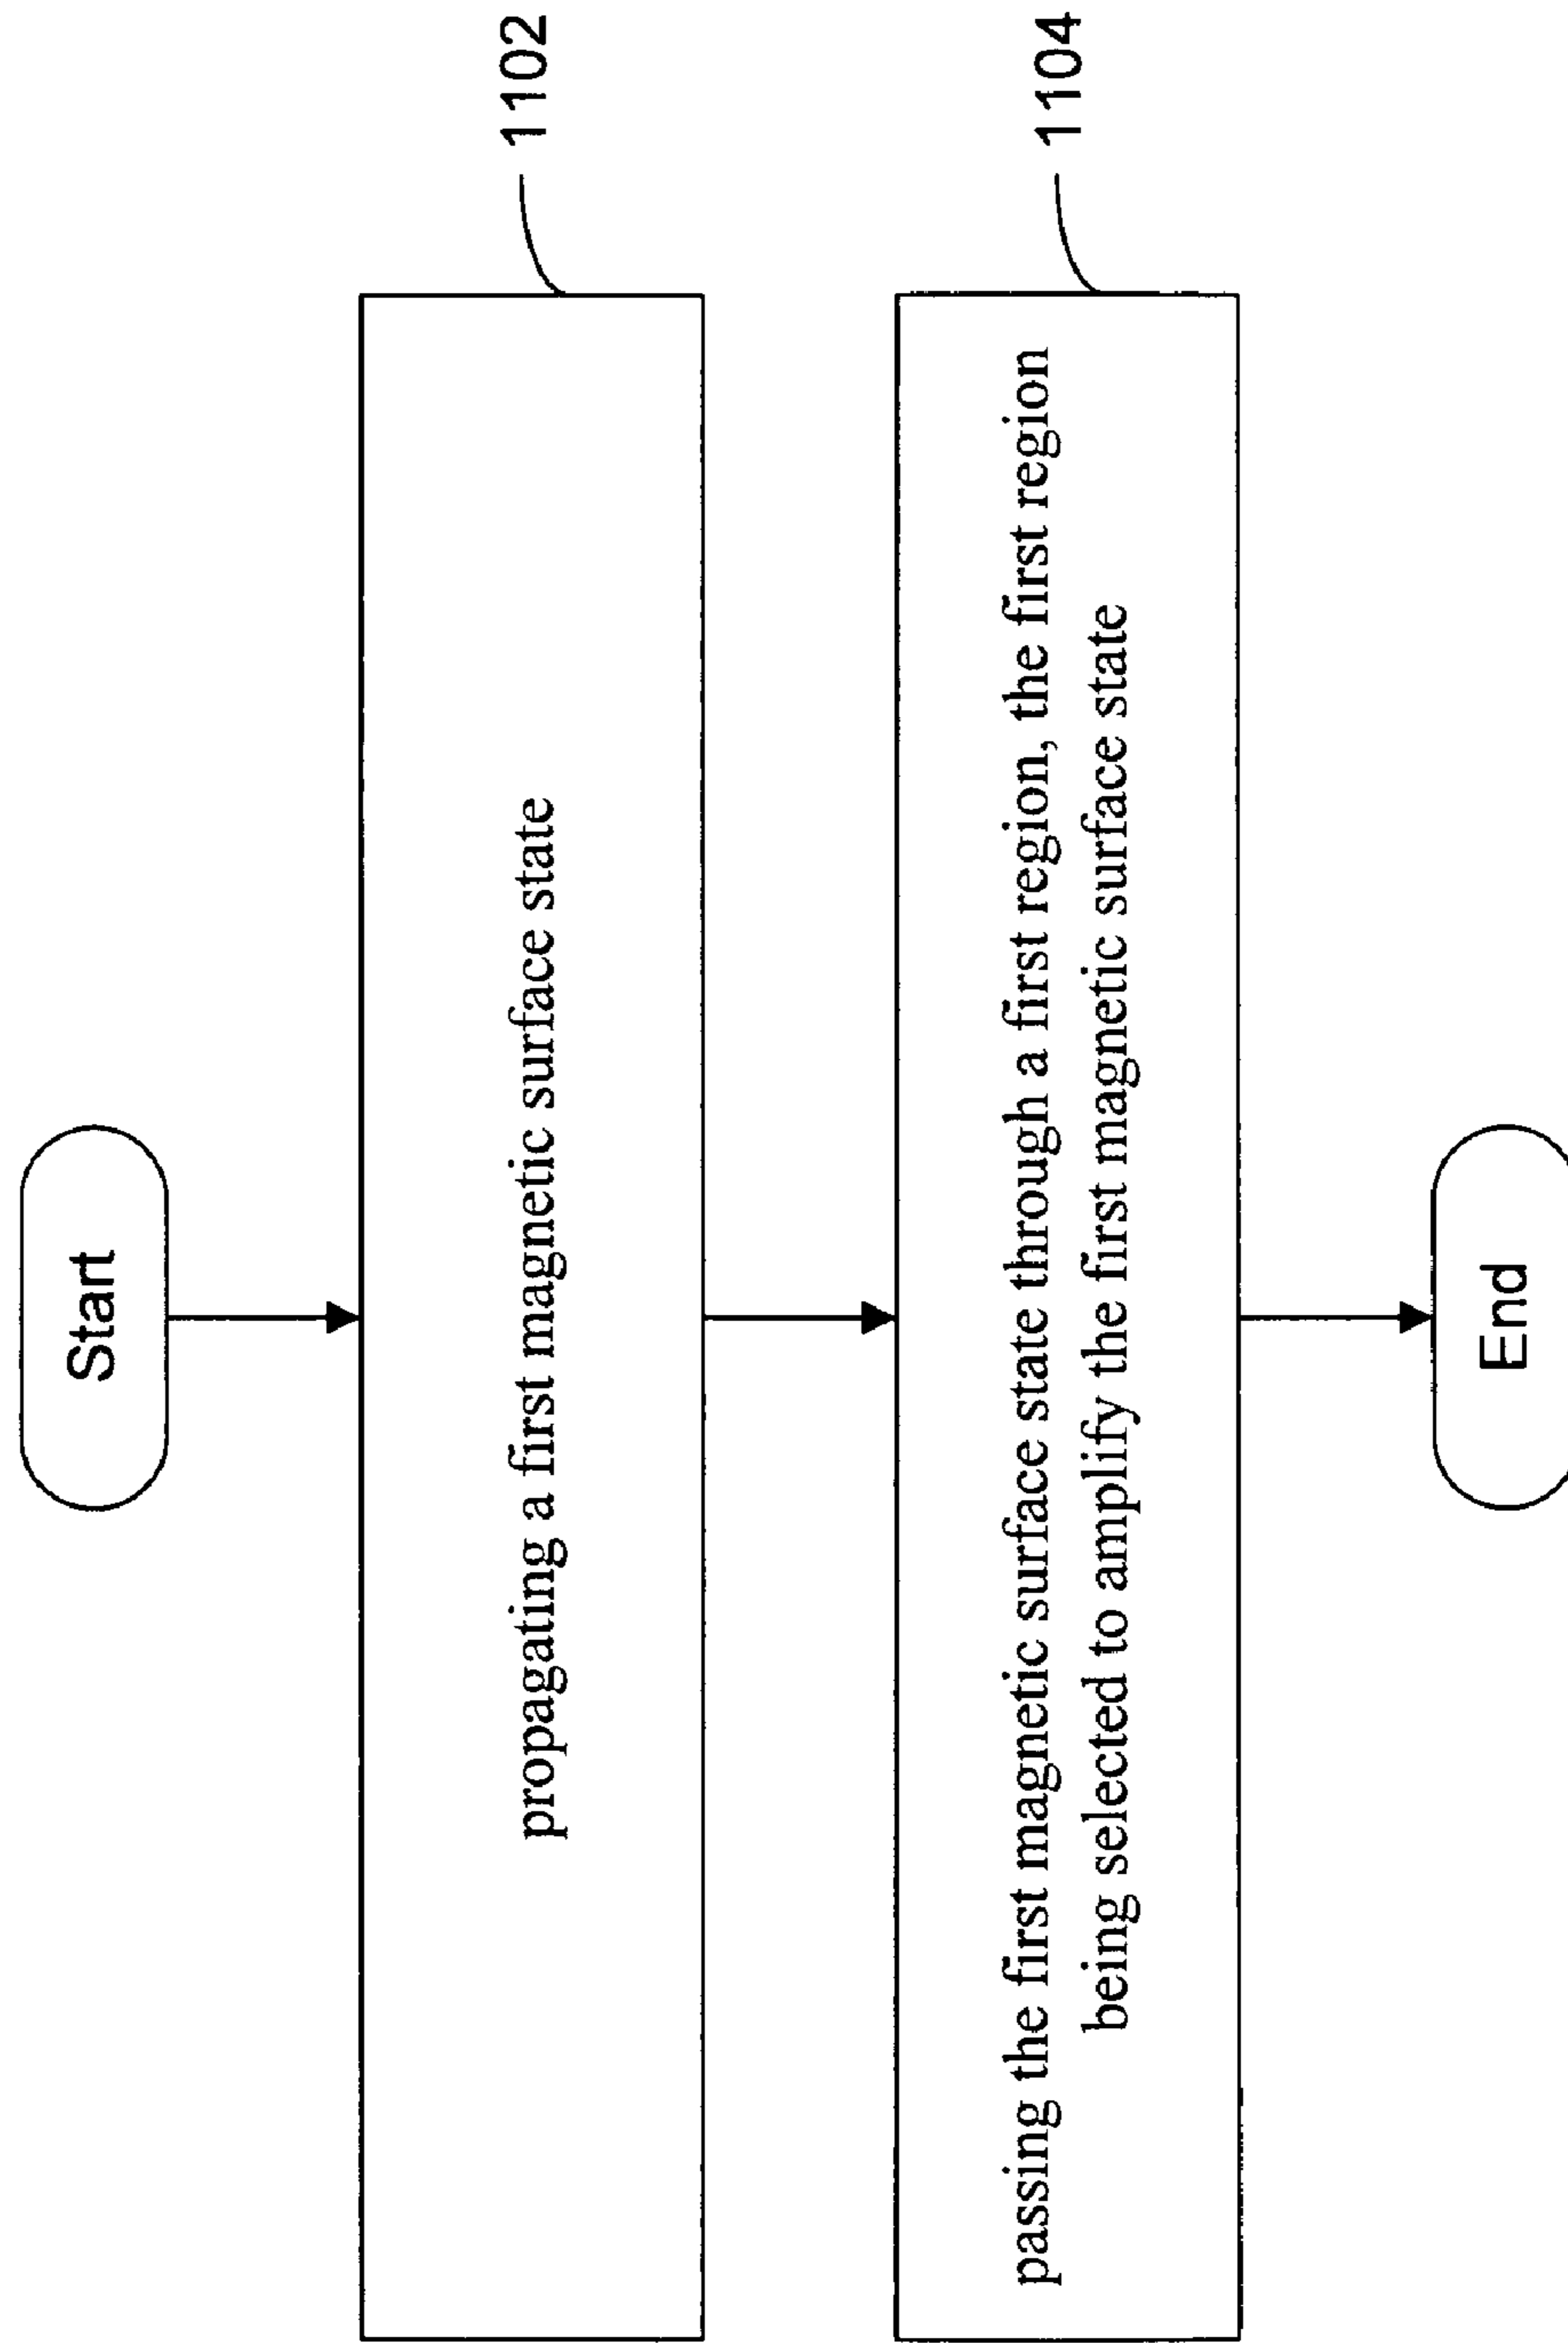 Start
propagating a first magnetic surface state
1102
passing the first magnetic surface state through a first region, the first region
being selected to amplify the first magnetic surface state
1104
End